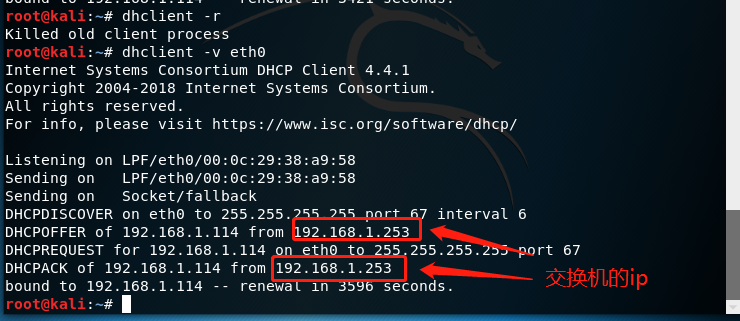 bound to 192.168.1.114 -- renewal in 3421 seconds.
root@kali:~# dhclient -r
Killed old client process
root@kali:~# dhclient -v eth0
Internet Systems Consortium DHCP Client 4.4.1
Copyright 2004-2018 Internet Systems Consortium.
All rights reserved.
For info, please visit https://www.isc.org/software/dhcp/
Listening on LPF/eth0/00:0c:29:38:a9:58
Sending on   LPF/eth0/00:0c:29:38:a9:58
Sending on   Socket/fallback
DHCPDISCOVER on eth0 to 255.255.255.255 port 67 interval 6
DHCPOFFER of 192.168.1.114 from 192.168.1.253
DHCPREQUEST for 192.168.1.114 on eth0 to 255.255.255.255 port 67
DHCPACK of 192.168.1.114 from 192.168.1.253
交换机的ip
bound to 192.168.1.114 -- renewal in 3596 seconds.
root@kali:~#